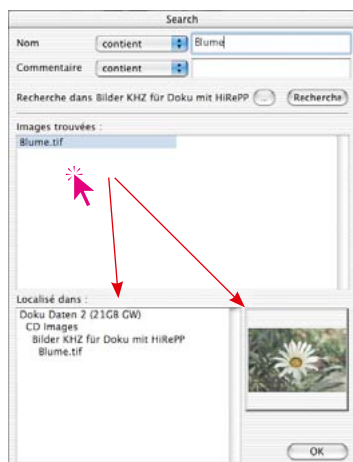 Search
Nom contient Blume
Commentaire contient
Recherche dans Bilder KHZ für Doku mit HiRePP ... Recherche
Images trouvées :
Blume.tif
Localisé dans :
Doku Daten 2 (21GB GW)
CD Images
Bilder KHZ für Doku mit HiRePP
Blume.tif
OK